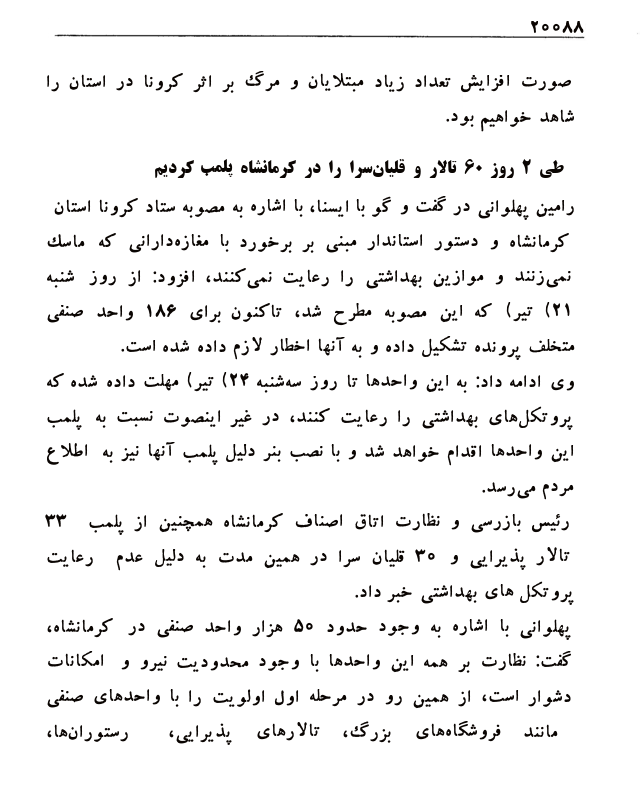 ۲۰۰۸۸
صورت افزایش تعداد زیاد مبتلایان و مرگ بر اثر کرونا در استان را
شاهد خواهیم بود.
طی ۲ روز ۶۰ تالار و قلیان‌سرا را در کرمانشاه پلمب کردیم
رامین پهلوانی در گفت و گو با ایسنا، با اشاره به مصوبه ستاد کرونا استان
کرمانشاه و دستور استاندار مبنی بر برخورد با مغازه‌دارانی که ماسك
نمی‌زنند و موازین بهداشتی را رعایت نمی‌کنند، افزود: از روز شنبه
۲۱) تیر) که این مصوبه مطرح شد، تاکنون برای ۱۸۶ واحد صنفی
متخلف پرونده تشکیل داده و به آنها اخطار لازم داده شده است.
وی ادامه داد: به این واحدها تا روز سه‌شنبه ۲۴) تیر) مهلت داده شده که
پروتکل‌های بهداشتی را رعایت کنند، در غیر اینصوت نسبت به پلمب
این واحدها اقدام خواهد شد و با نصب بنر دلیل پلمب آنها نیز به اطلاع
مردم می‌رسد.
رئیس بازرسی و نظارت اتاق اصناف کرمانشاه همچنین از پلمب ۳۳
تالار پذیرایی و ۳۰ قلیان سرا در همین مدت به دلیل عدم رعایت
پروتکل های بهداشتی خبر داد.
پهلوانی با اشاره به وجود حدود ۵۰ هزار واحد صنفی در کرمانشاه،
گفت: نظارت بر همه این واحدها با وجود محدودیت نیرو و امکانات
دشوار است، از همین رو در مرحله اول اولویت را با واحدهای صنفی
مانند فروشگاه‌های بزرگ، تالارهای پذیرایی، رستوران‌ها،